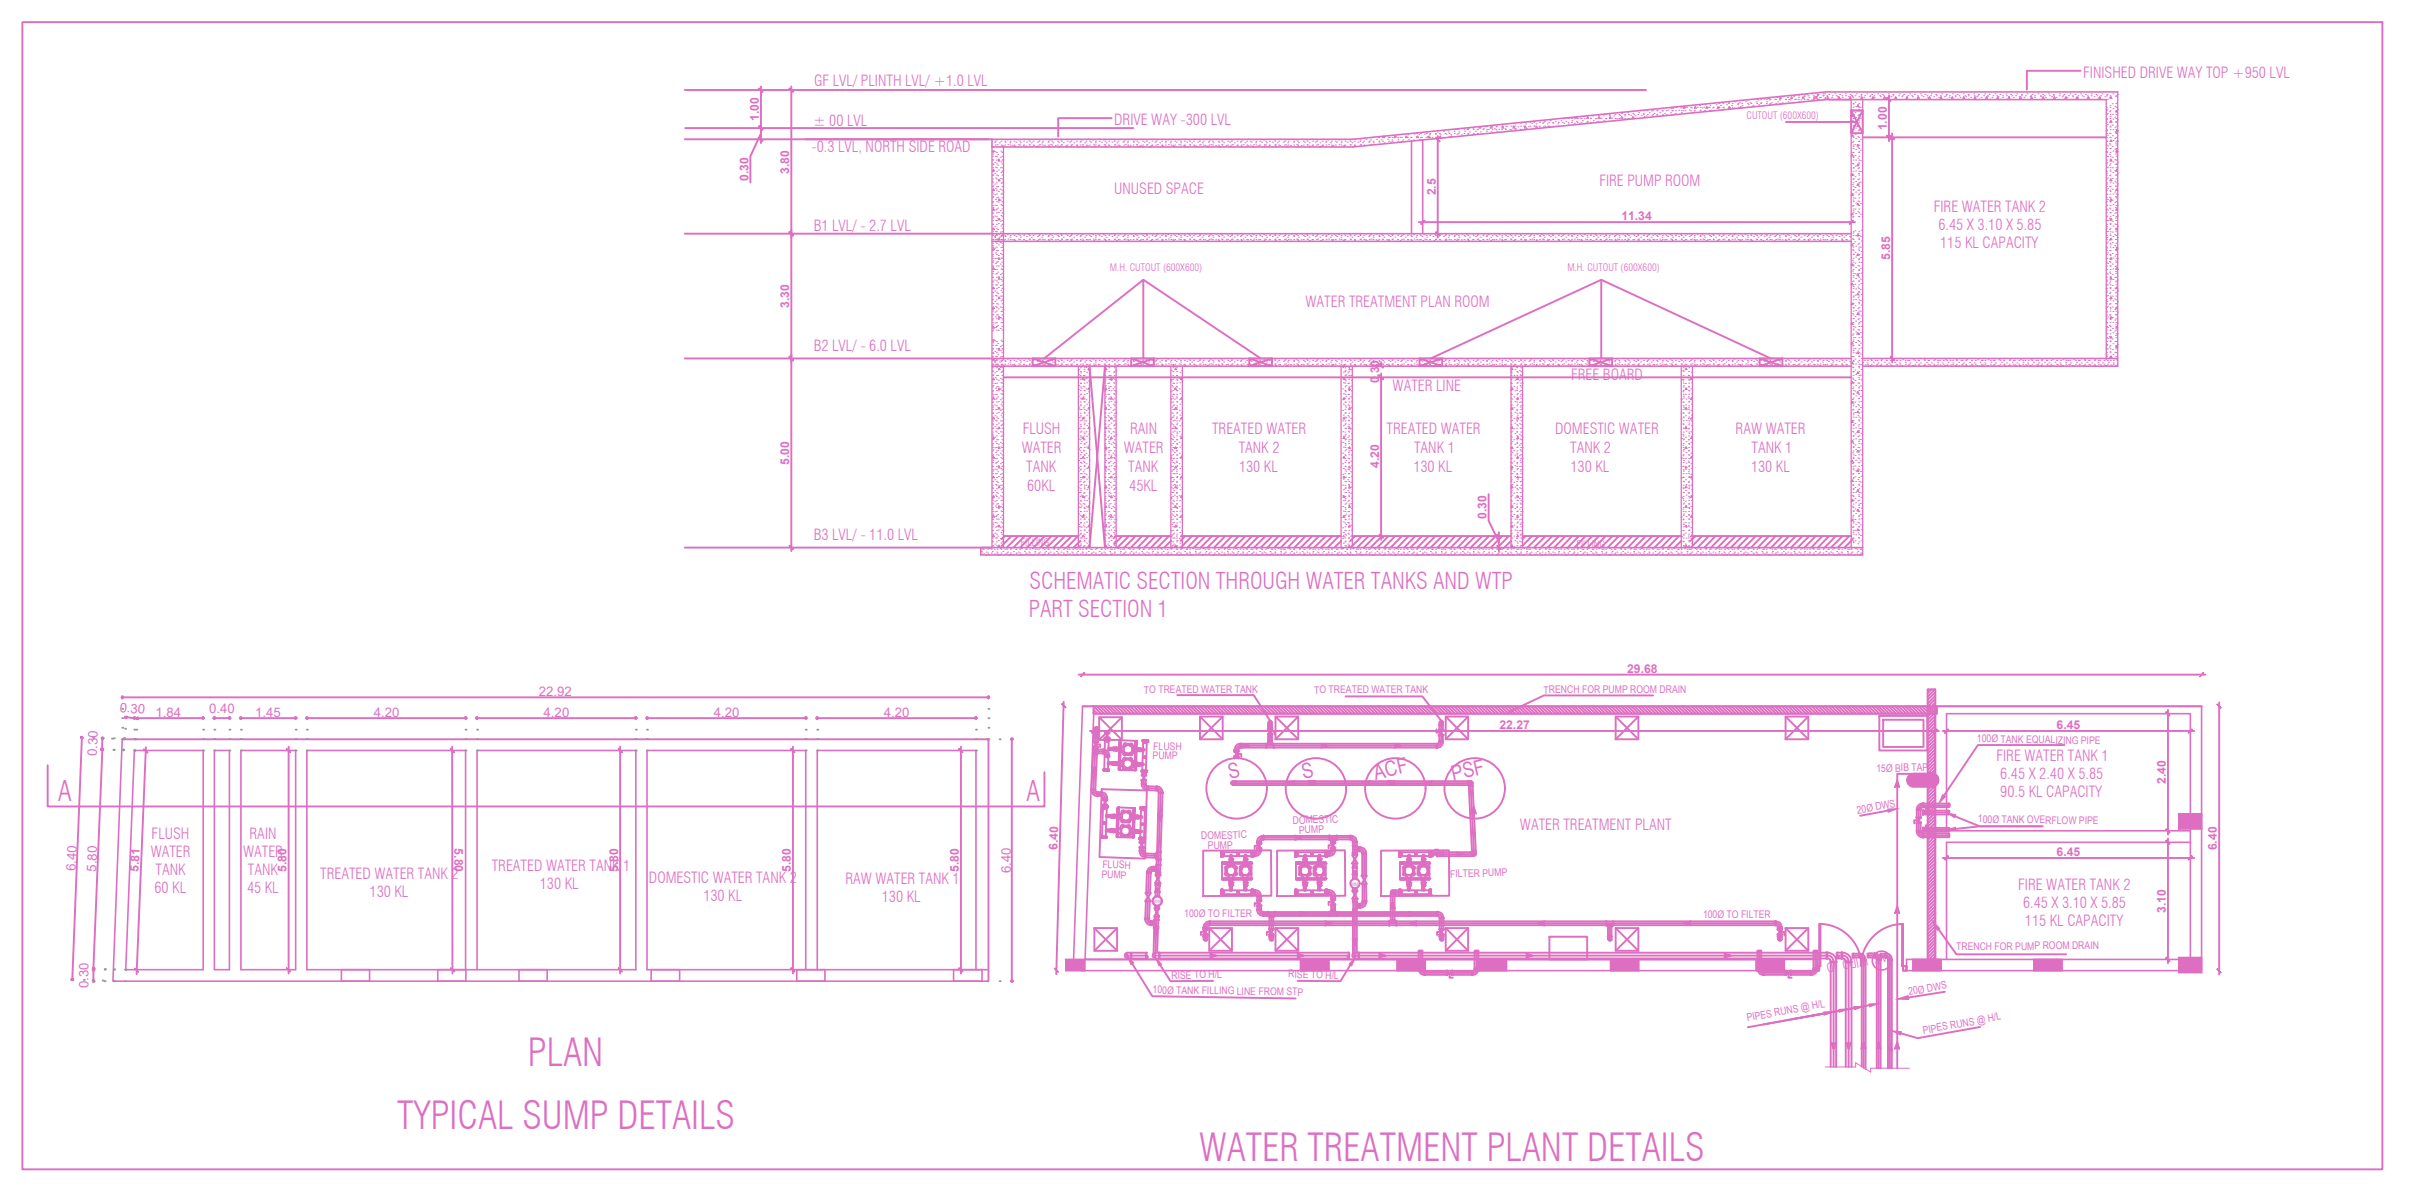 GF LVL/ PLINTH LVL/ +1.0 LVL
FINISHED DRIVE WAY TOP +950 LVL
1.00
± 00 LVL
DRIVE WAY -300 LVL
CUTOUT (600X600)
1.00
-0.3 LVL, NORTH SIDE ROAD
0.30
3.80
UNUSED SPACE
2.5
FIRE PUMP ROOM
11.34
FIRE WATER TANK 2
6.45 X 3.10 X 5.85
115 KL CAPACITY
5.85
B1 LVL/ - 2.7 LVL
M.H. CUTOUT (600X600)
M.H. CUTOUT (600X600)
3.30
WATER TREATMENT PLAN ROOM
B2 LVL/ - 6.0 LVL
0.30
WATER LINE
FREE BOARD
5.00
FLUSH
WATER
TANK
60KL
RAIN
WATER
TANK
45KL
TREATED WATER
TANK 2
130 KL
4.20
TREATED WATER
TANK 1
130 KL
DOMESTIC WATER
TANK 2
130 KL
RAW WATER
TANK 1
130 KL
0.30
B3 LVL/ - 11.0 LVL
SCHEMATIC SECTION THROUGH WATER TANKS AND WTP
PART SECTION 1
22.92
0.30
1.84
0.40
1.45
4.20
4.20
4.20
4.20
0.30
A
A
6.40
5.80
5.81
FLUSH
WATER
TANK
60 KL
RAIN
WATER
TANK
45 KL
5.80
TREATED WATER TANK 2
130 KL
5.80
TREATED WATER TANK 1
130 KL
5.80
DOMESTIC WATER TANK 2
130 KL
5.80
RAW WATER TANK 1
130 KL
5.80
6.40
0.30
PLAN
TYPICAL SUMP DETAILS
29.68
TO TREATED WATER TANK
TO TREATED WATER TANK
TRENCH FOR PUMP ROOM DRAIN
22.27
6.45
FLUSH
PUMP
100Ø TANK EQUALIZING PIPE
FIRE WATER TANK 1
6.45 X 2.40 X 5.85
90.5 KL CAPACITY
2.40
S
S
ACF
PSF
15Ø BIB TAP
20Ø DWS
100Ø TANK OVERFLOW PIPE
6.40
6.40
DOMESTIC
PUMP
DOMESTIC
PUMP
WATER TREATMENT PLANT
6.45
FLUSH
PUMP
FILTER PUMP
FIRE WATER TANK 2
6.45 X 3.10 X 5.85
115 KL CAPACITY
3.10
100Ø TO FILTER
100Ø TO FILTER
TRENCH FOR PUMP ROOM DRAIN
RISE TO H/L
RISE TO H/L
100Ø TANK FILLING LINE FROM STP
20Ø DWS
PIPES RUNS @ H/L
PIPES RUNS @ H/L
WATER TREATMENT PLANT DETAILS